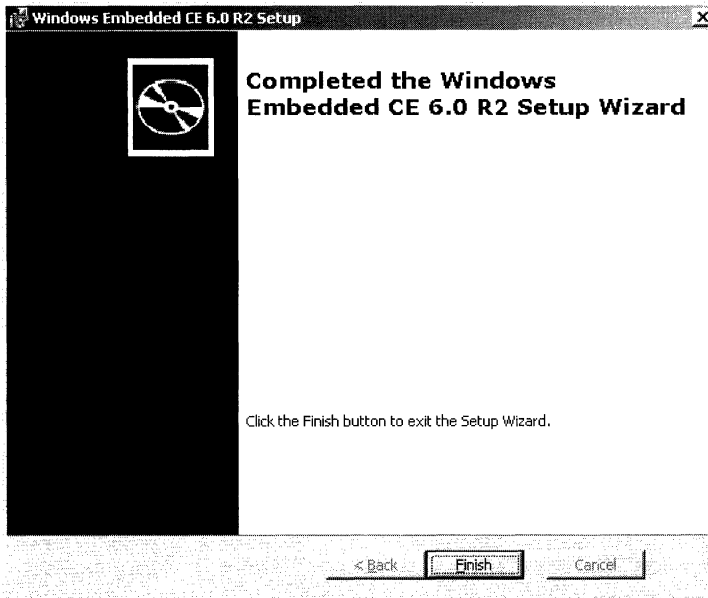 Windows Embedded CE 6.0 R2 Setup
Completed the Windows
Embedded CE 6.0 R2 Setup Wizard
Click the Finish button to exit the Setup Wizard.
< Back
Finish
Cancel